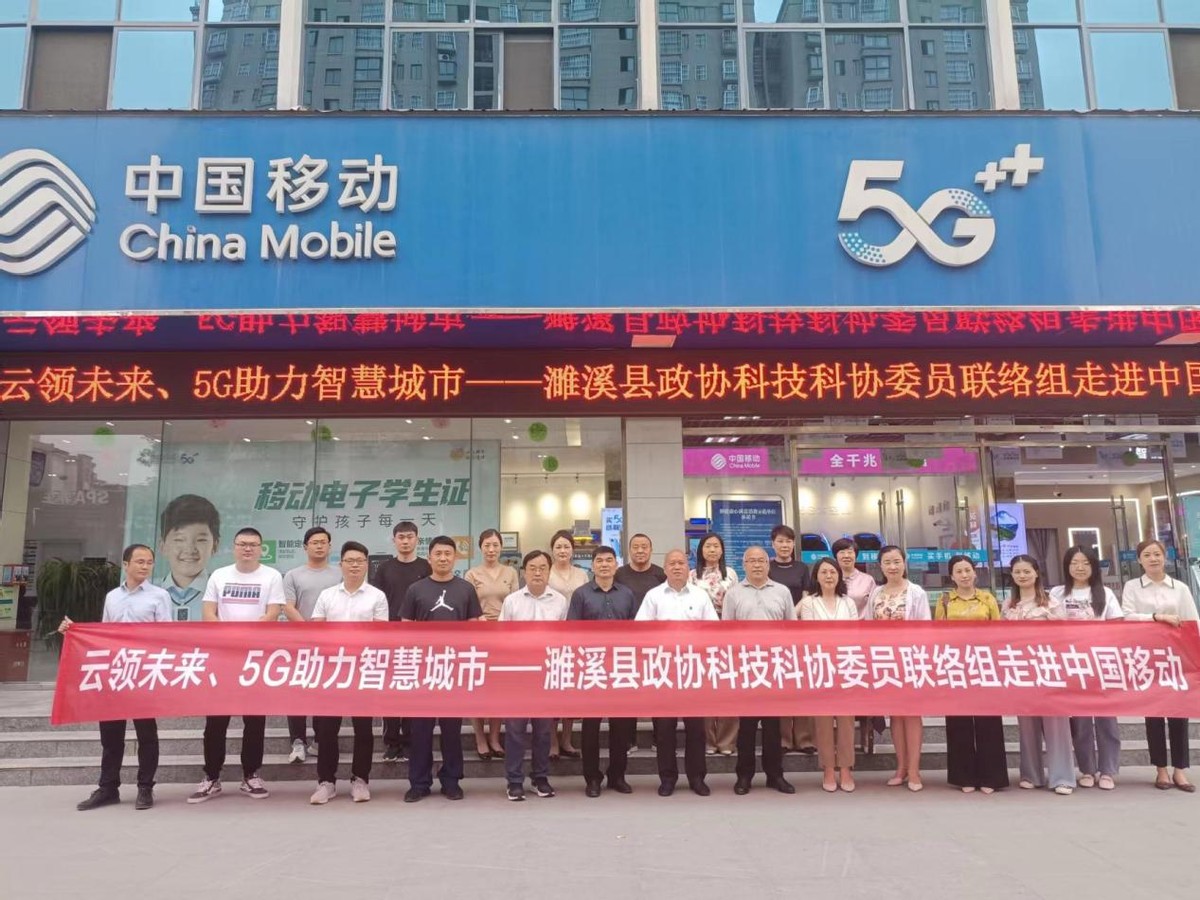 中国移动
China Mobile
5G++
云领未来、5G助力智慧城市——濉溪县政协科技科协委员联络组走进中国
移动电子学生证
守护孩子每一天
中国移动
China Mobile
全千兆
PUMA
云领未来、5G助力智慧城市——濉溪县政协科技科协委员联络组走进中国移动